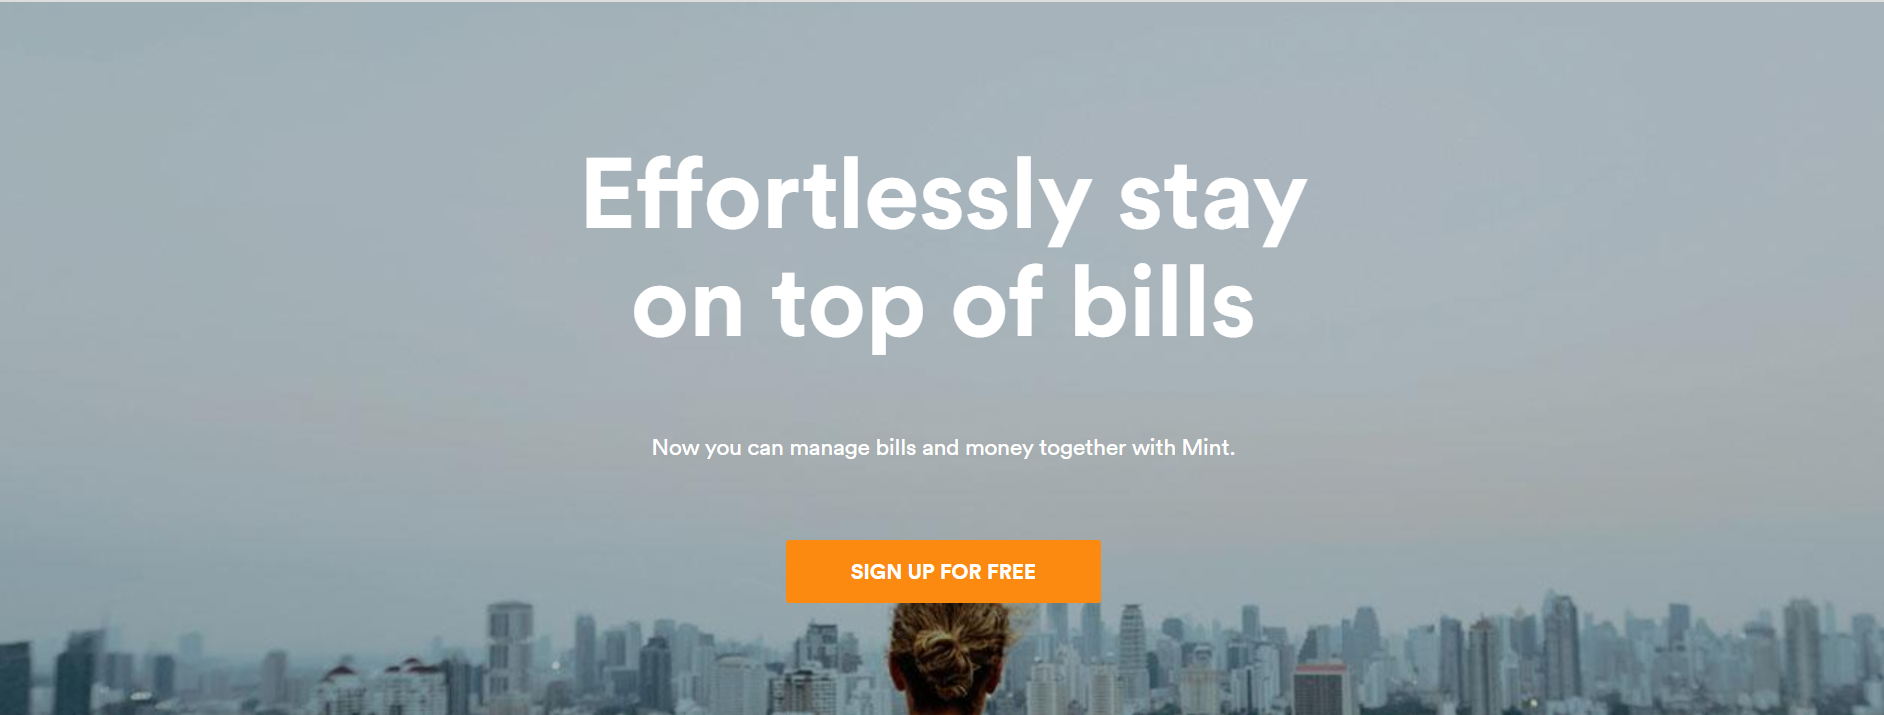 Effortlessly stay
on top of bills
Now you can manage bills and money together with Mint.
SIGN UP FOR FREE